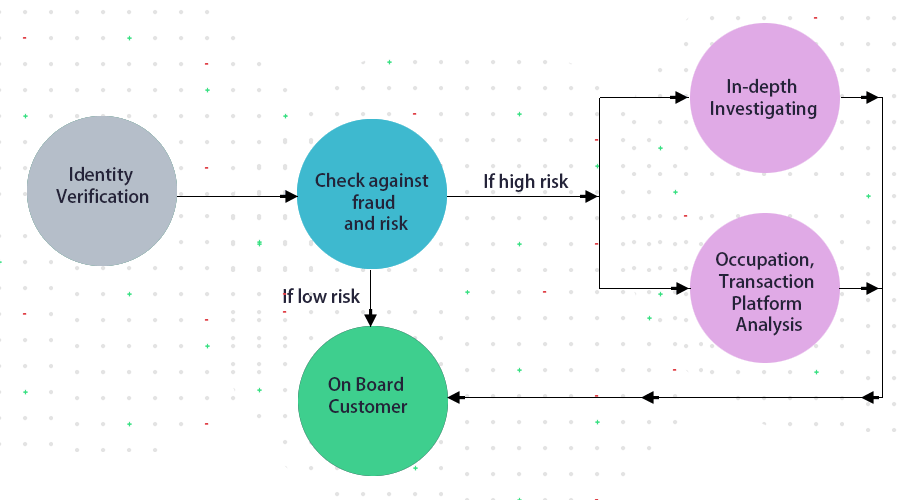 Identity
Verification
Check against
fraud
and risk
If high risk
In-depth
Investigating
Occupation,
Transaction
Platform
Analysis
If low risk
On Board
Customer